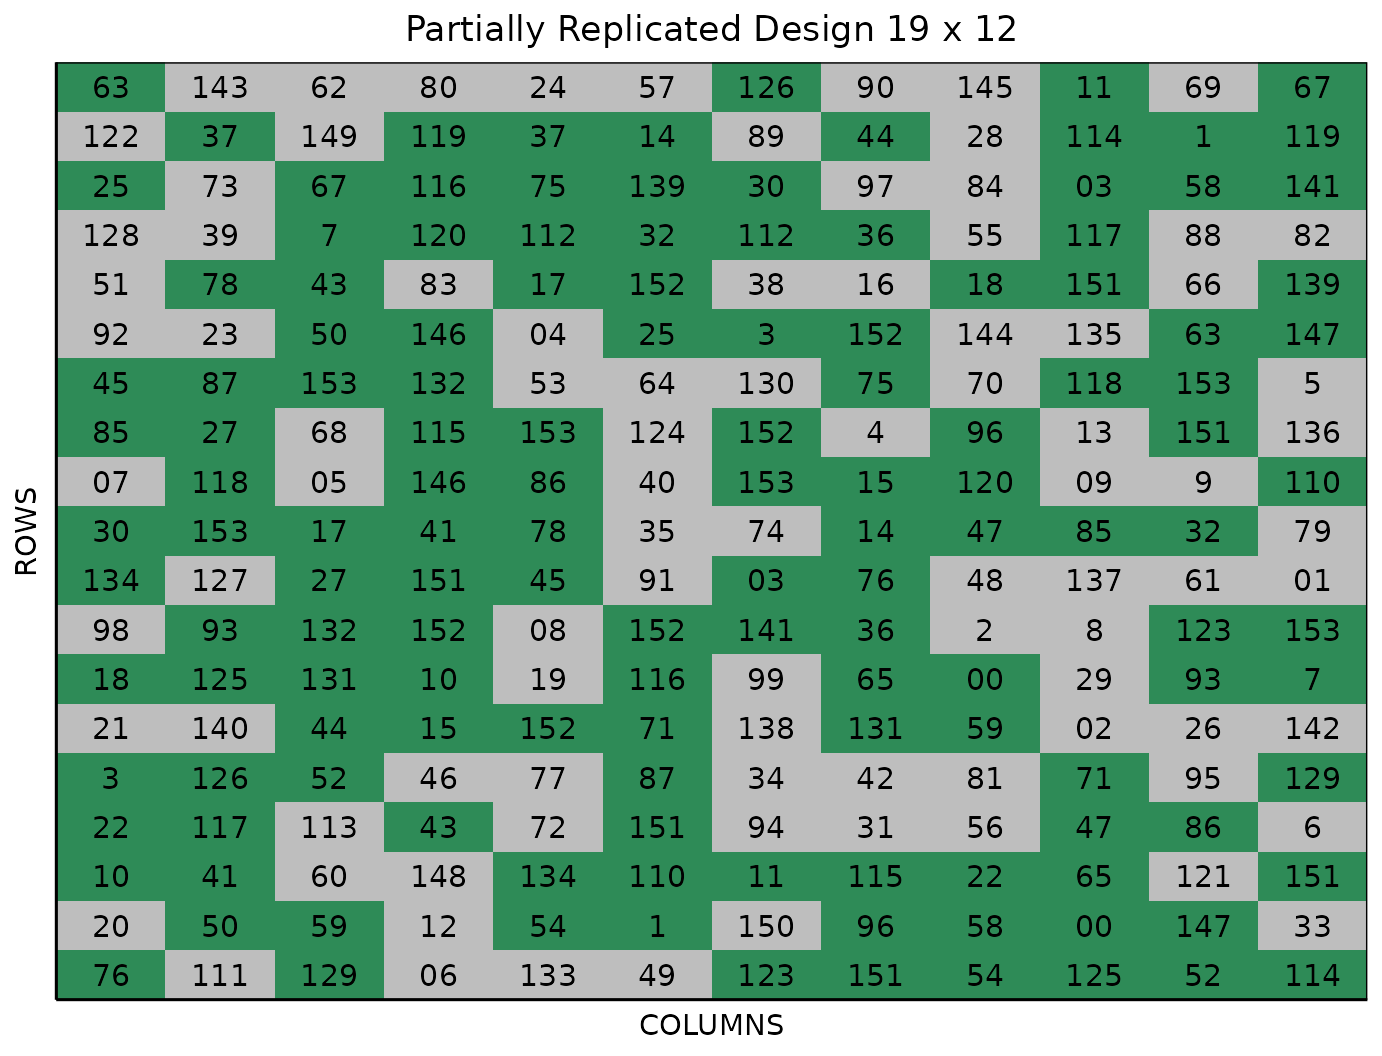 Partially Replicated Design 19 x 12
63 143 62 80 24 57 126 90 145 11 69 67
122 37 149 119 37 14 89 44 28 114 1 119
25 73 67 116 75 139 30 97 84 03 58 141
128 39 7 120 112 32 112 36 55 117 88 82
51 78 43 83 17 152 38 16 18 151 66 139
92 23 50 146 04 25 3 152 144 135 63 147
45 87 153 132 53 64 130 75 70 118 153 5
85 27 68 115 153 124 152 4 96 13 151 136
07 118 05 146 86 40 153 15 120 09 9 110
30 153 17 41 78 35 74 14 47 85 32 79
134 127 27 151 45 91 03 76 48 137 61 01
98 93 132 152 08 152 141 36 2 8 123 153
18 125 131 10 19 116 99 65 00 29 93 7
21 140 44 15 152 71 138 131 59 02 26 142
3 126 52 46 77 87 34 42 81 71 95 129
22 117 113 43 72 151 94 31 56 47 86 6
10 41 60 148 134 110 11 115 22 65 121 151
20 50 59 12 54 1 150 96 58 00 147 33
76 111 129 06 133 49 123 151 54 125 52 114
ROWS
COLUMNS